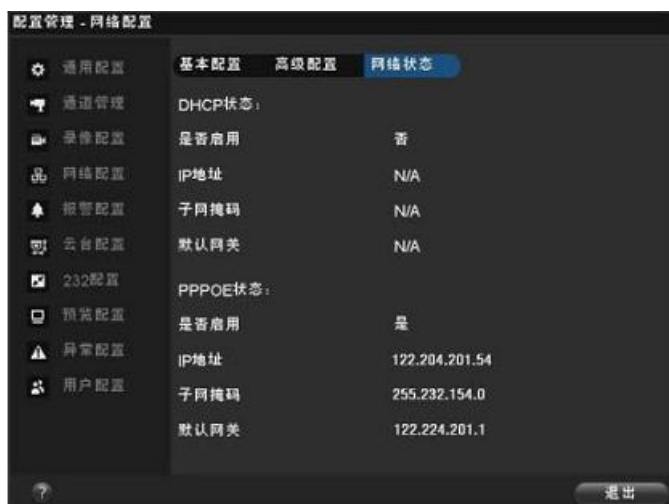 配置管理 - 网络配置
通用配置
通道管理
录像配置
网络配置
报警配置
云台配置
232配置
预览配置
异常配置
用户配置
基本配置 高级配置 网络状态
DHCP状态:
是否启用 否
IP地址 N/A
子网掩码 N/A
默认网关 N/A
PPPOE状态:
是否启用 是
IP地址 122.204.201.54
子网掩码 255.232.154.0
默认网关 122.224.201.1
?
退出